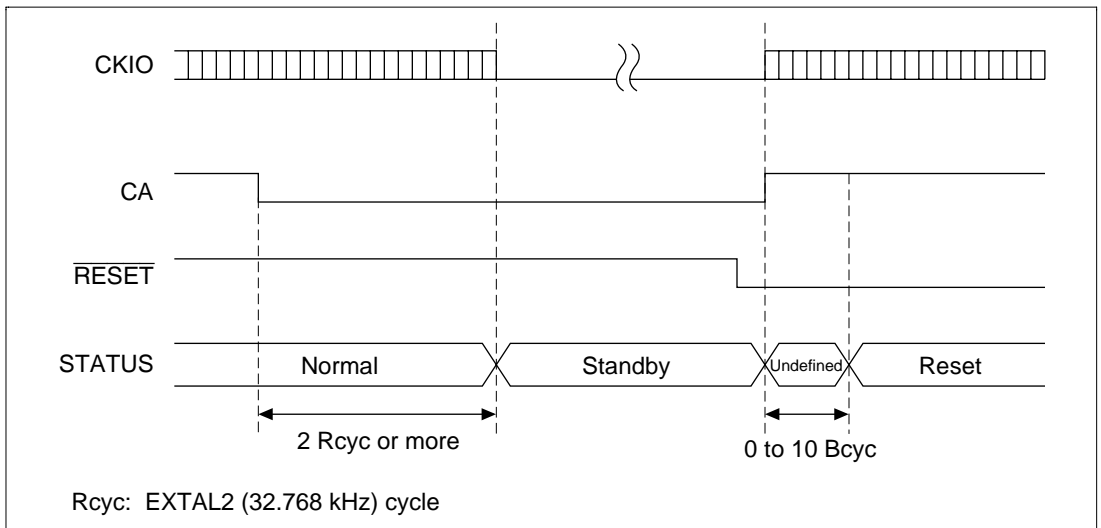 CKIO
CA
RESET
STATUS Normal Standby Undefined Reset
2 Rcyc or more 0 to 10 Bcyc
Rcyc: EXTAL2 (32.768 kHz) cycle